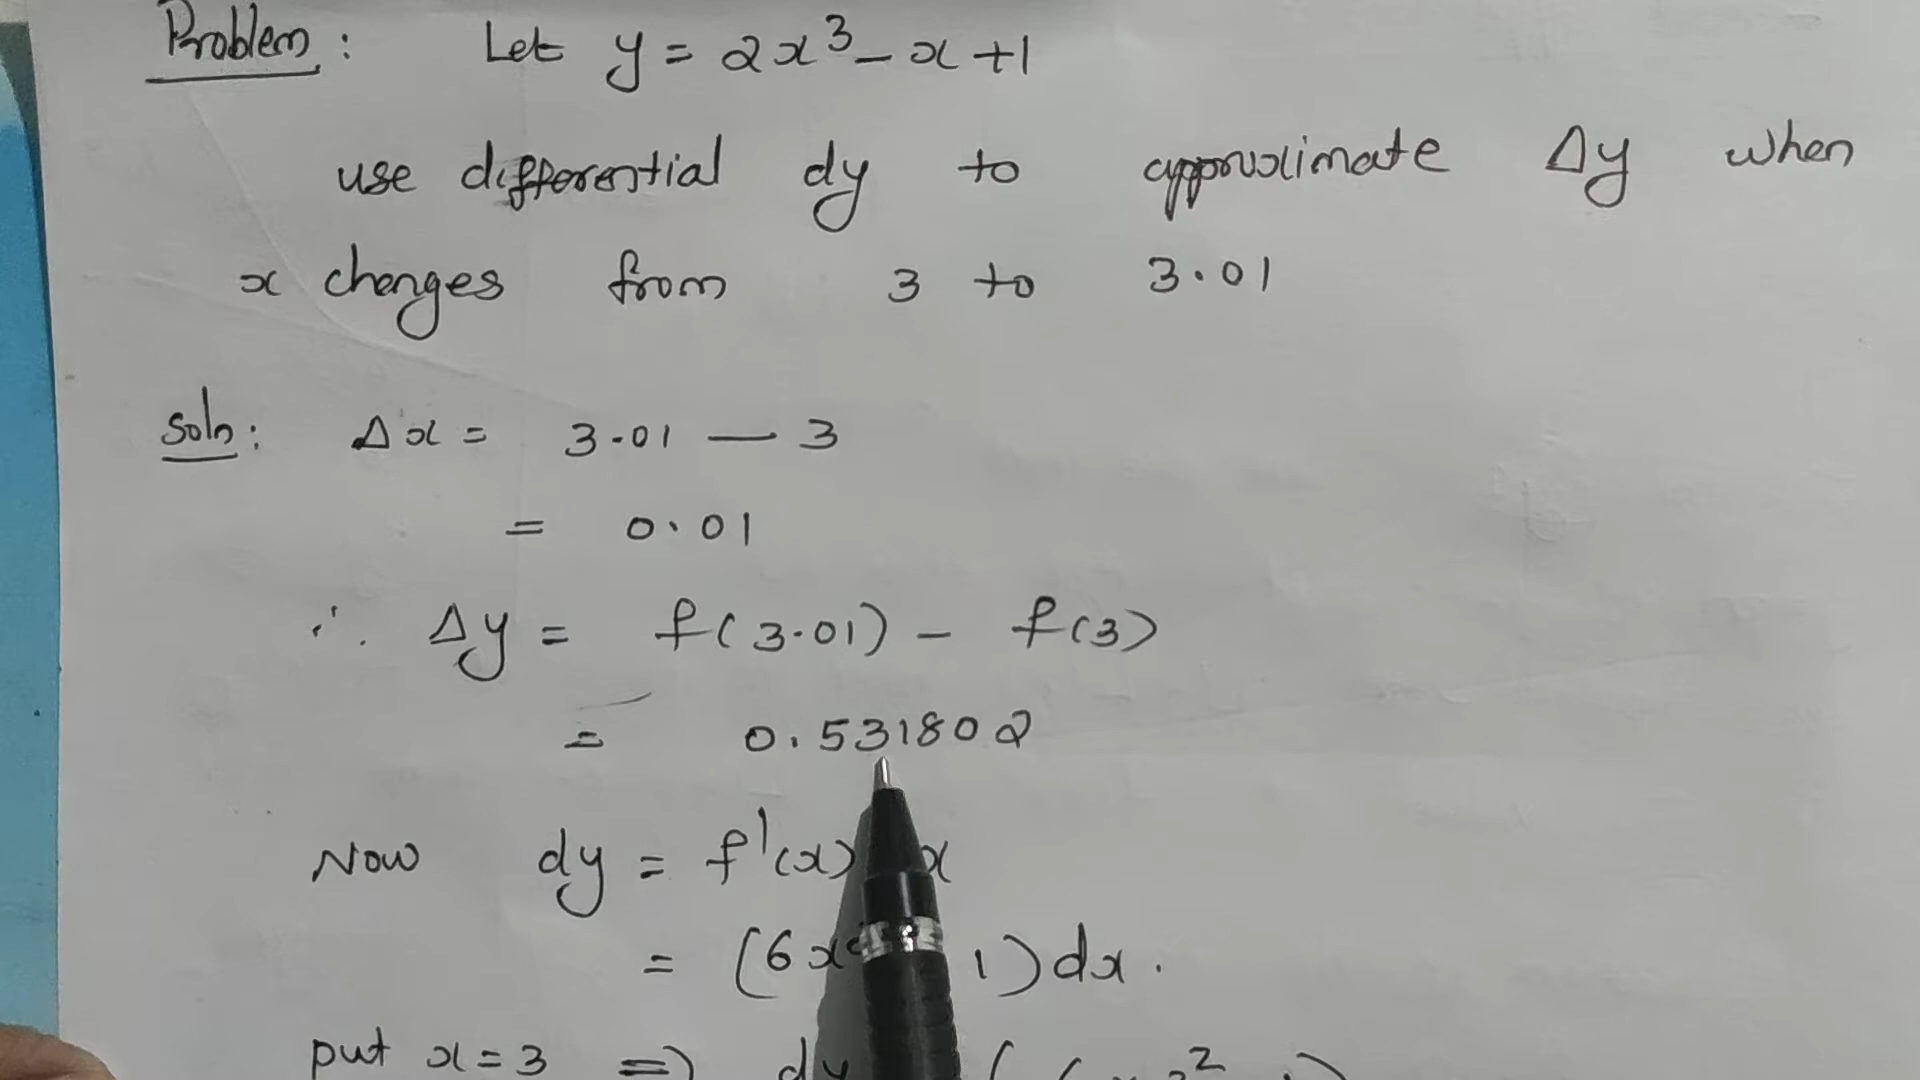 Problem : Let y = 2x³ - x + 1
use differential dy to approximate Δy when
x changes from 3 to 3.01
Soln : Δx = 3.01 — 3
= 0.01
∴ Δy = f(3.01) - f(3)
= 0.531802
Now dy = f'(x) x
= (6x 1) dx .
put x = 3 ⇒ dy